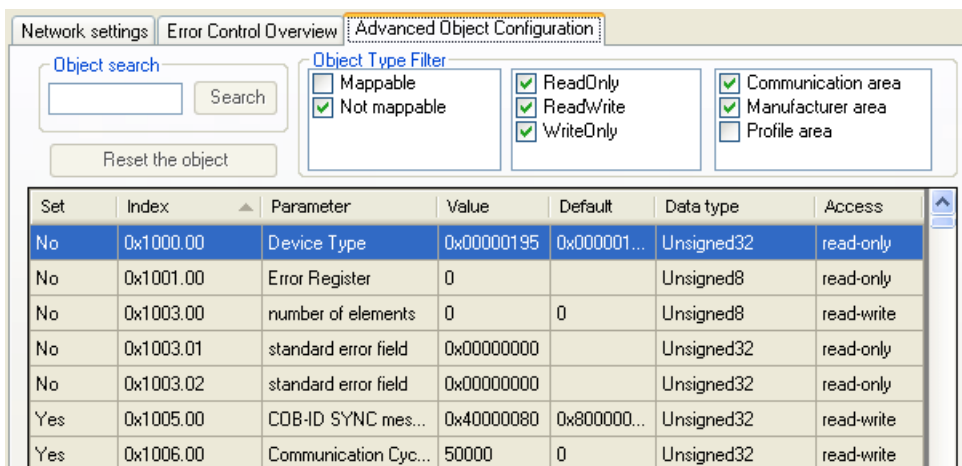 Network settings Error Control Overview Advanced Object Configuration
Object search
Search
Reset the object
Object Type Filter
Mappable
Not mappable
ReadOnly
ReadWrite
WriteOnly
Communication area
Manufacturer area
Profile area
Set Index Parameter Value Default Data type Access
No 0x1000.00 Device Type 0x00000195 0x000001... Unsigned32 read-only
No 0x1001.00 Error Register 0 Unsigned8 read-only
No 0x1003.00 number of elements 0 0 Unsigned8 read-write
No 0x1003.01 standard error field 0x00000000 Unsigned32 read-only
No 0x1003.02 standard error field 0x00000000 Unsigned32 read-only
Yes 0x1005.00 COB-ID SYNC mes... 0x40000080 0x800000... Unsigned32 read-write
Yes 0x1006.00 Communication Cyc... 50000 0 Unsigned32 read-write